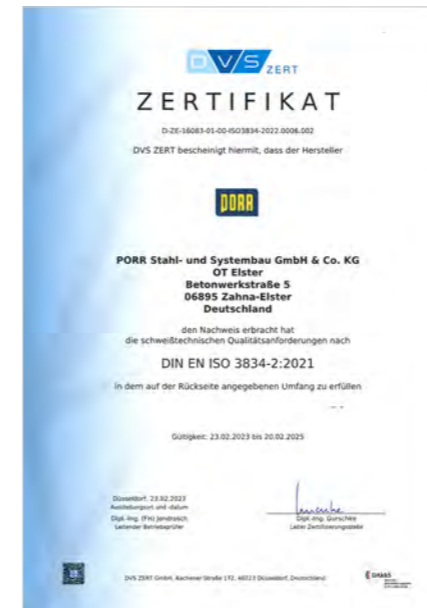 DVS ZERT
ZERTIFIKAT
D-ZE-16083-01-00-ISO3834-2022.0006.002
DVS ZERT bescheinigt hiermit, dass der Hersteller
PORR
PORR Stahl- und Systembau GmbH & Co. KG
OT Elster
Betonwerkstraße 5
06895 Zahna-Elster
Deutschland
den Nachweis erbracht hat
die schweißtechnischen Qualitätsanforderungen nach
DIN EN ISO 3834-2:2021
in dem auf der Rückseite angegebenen Umfang zu erfüllen
Gültigkeit: 23.02.2023 bis 20.02.2025
Düsseldorf, 23.02.2023
Ausstellungsort und -datum
Dipl.-Ing. (FH) Jendrosch
Leitender Betriebsprüfer
Dipl.-Ing. Gurschke
Leiter Zertifizierungsstelle
DVS ZERT GmbH, Aachener Straße 172, 40223 Düsseldorf, Deutschland
DAkkS